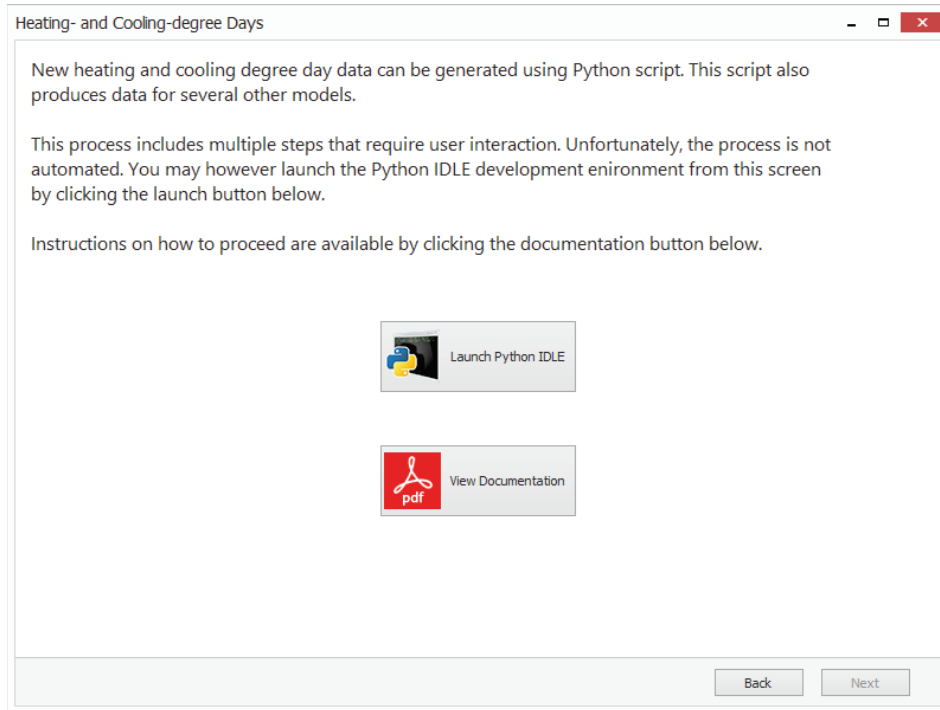 Heating- and Cooling-degree Days
New heating and cooling degree day data can be generated using Python script. This script also
produces data for several other models.
This process includes multiple steps that require user interaction. Unfortunately, the process is not
automated. You may however launch the Python IDLE development enironment from this screen
by clicking the launch button below.
Instructions on how to proceed are available by clicking the documentation button below.
Launch Python IDLE
View Documentation
pdf
Back
Next